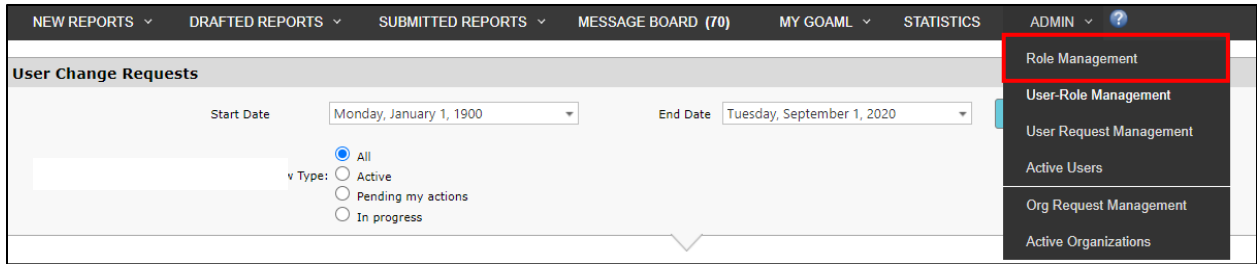 NEW REPORTS DRAFTED REPORTS SUBMITTED REPORTS MESSAGE BOARD (70) MY GOAML STATISTICS ADMIN ?
Role Management
User Change Requests
User-Role Management
Start Date Monday, January 1, 1900 End Date Tuesday, September 1, 2020
User Request Management
All
Type: Active
Active Users
Pending my actions
Org Request Management
In progress
Active Organizations